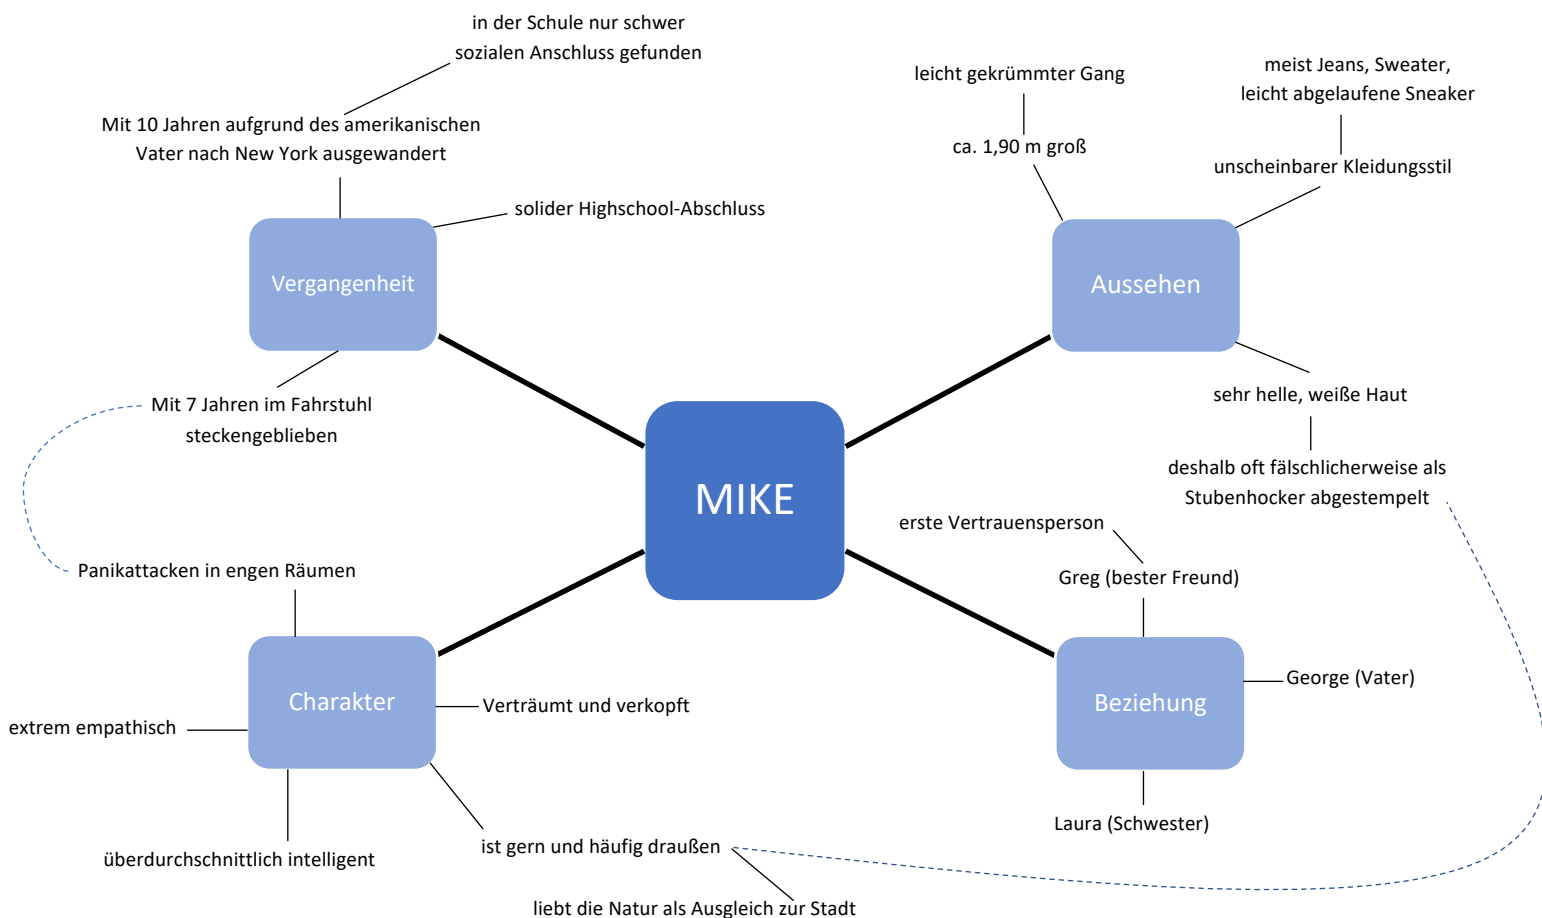 in der Schule nur schwer
sozialen Anschluss gefunden
Mit 10 Jahren aufgrund des amerikanischen
Vater nach New York ausgewandert
solider Highschool-Abschluss
Vergangenheit
Mit 7 Jahren im Fahrstuhl
steckengeblieben
leicht gekrümmter Gang
ca. 1,90 m groß
meist Jeans, Sweater,
leicht abgelaufene Sneaker
unscheinbarer Kleidungsstil
Aussehen
sehr helle, weiße Haut
deshalb oft fälschlicherweise als
Stubenhocker abgestempelt
MIKE
Panikattacken in engen Räumen
Charakter
Verträumt und verkopft
extrem empathisch
überdurchschnittlich intelligent
ist gern und häufig draußen
liebt die Natur als Ausgleich zur Stadt
erste Vertrauensperson
Greg (bester Freund)
Beziehung
George (Vater)
Laura (Schwester)